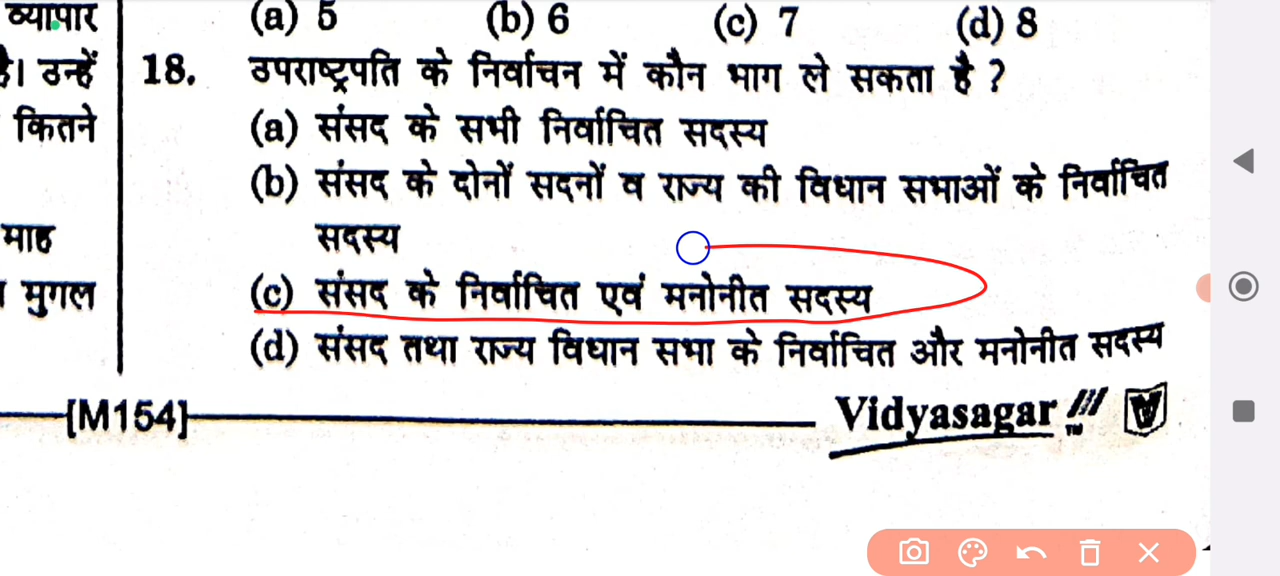 व्यापार
है। उन्हें
कितने
माह
मुगल
(a) 5 (b) 6 (c) 7 (d) 8
18. उपराष्ट्रपति के निर्वाचन में कौन भाग ले सकता है ?
(a) संसद के सभी निर्वाचित सदस्य
(b) संसद के दोनों सदनों व राज्य की विधान सभाओं के निर्वाचित
सदस्य
(c) संसद के निर्वाचित एवं मनोनीत सदस्य
(d) संसद तथा राज्य विधान सभा के निर्वाचित और मनोनीत सदस्य
[M154] Vidyasagar TM